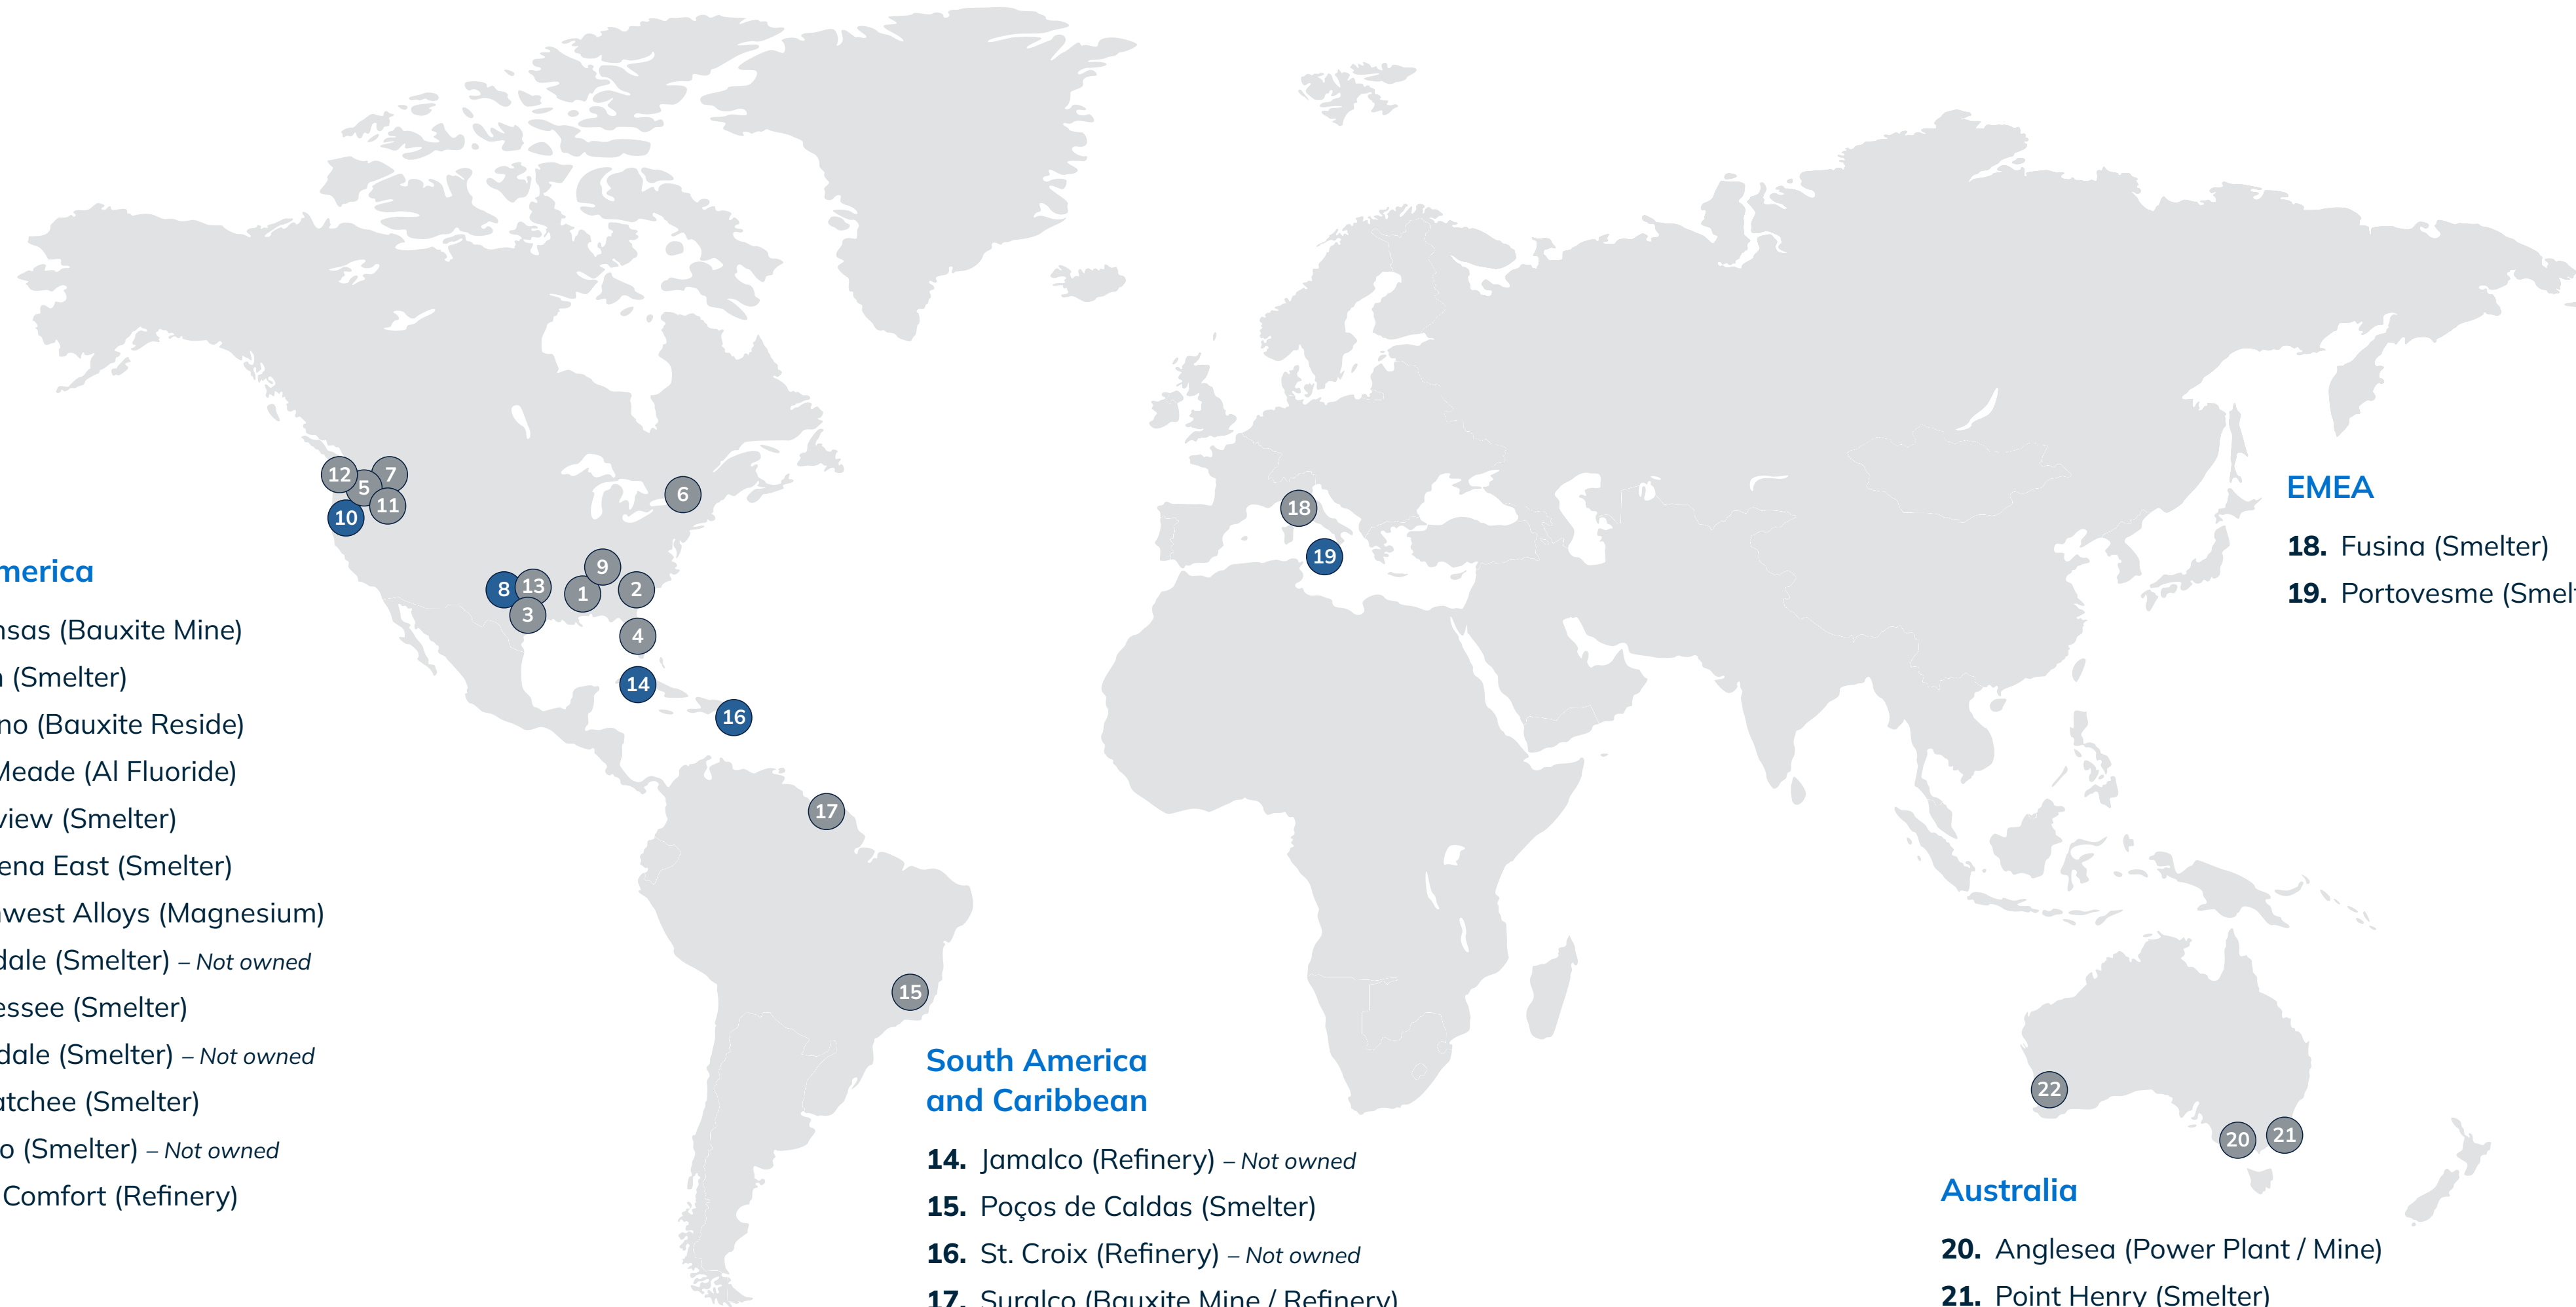 12
7
5
11
10
6
18
19
9
8
13
1
2
3
4
14
16
17
15
22
20
21
merica
nsas (Bauxite Mine)
n (Smelter)
no (Bauxite Reside)
Meade (Al Fluoride)
view (Smelter)
ena East (Smelter)
west Alloys (Magnesium)
dale (Smelter) – Not owned
essee (Smelter)
dale (Smelter) – Not owned
atchee (Smelter)
o (Smelter) – Not owned
Comfort (Refinery)
South America
and Caribbean
14. Jamalco (Refinery) – Not owned
15. Poços de Caldas (Smelter)
16. St. Croix (Refinery) – Not owned
17. Suralco (Bauxite Mine / Refinery)
EMEA
18. Fusina (Smelter)
19. Portovesme (Smel
Australia
20. Anglesea (Power Plant / Mine)
21. Point Henry (Smelter)